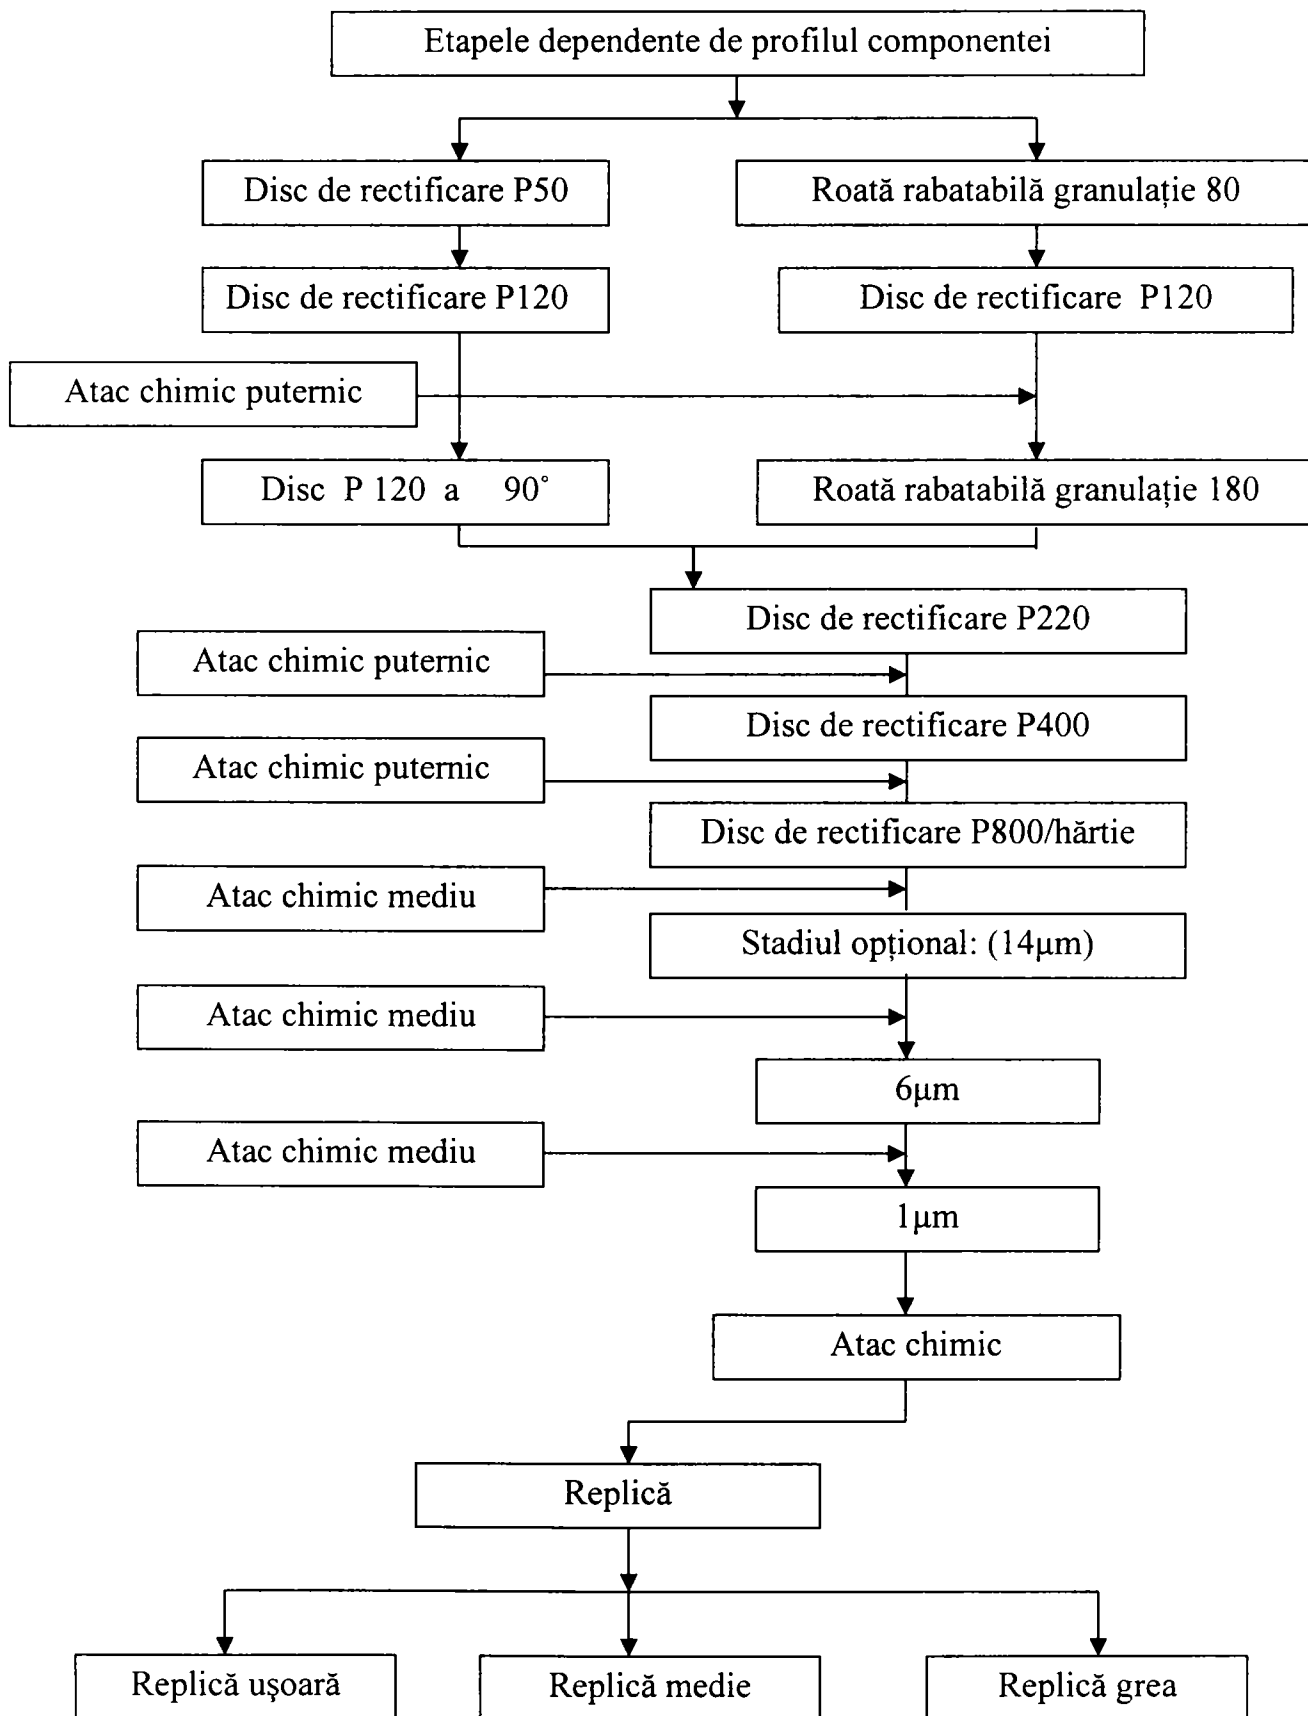 Etapele dependente de profilul componentei
Disc de rectificare P50
Roată rabatabilă granulație 80
Disc de rectificare P120
Disc de rectificare P120
Atac chimic puternic
Disc P 120 a 90°
Roată rabatabilă granulație 180
Disc de rectificare P220
Atac chimic puternic
Disc de rectificare P400
Atac chimic puternic
Disc de rectificare P800/hărtie
Atac chimic mediu
Stadiul opțional: (14μm)
Atac chimic mediu
6μm
Atac chimic mediu
1μm
Atac chimic
Replică
Replică ușoară
Replică medie
Replică grea